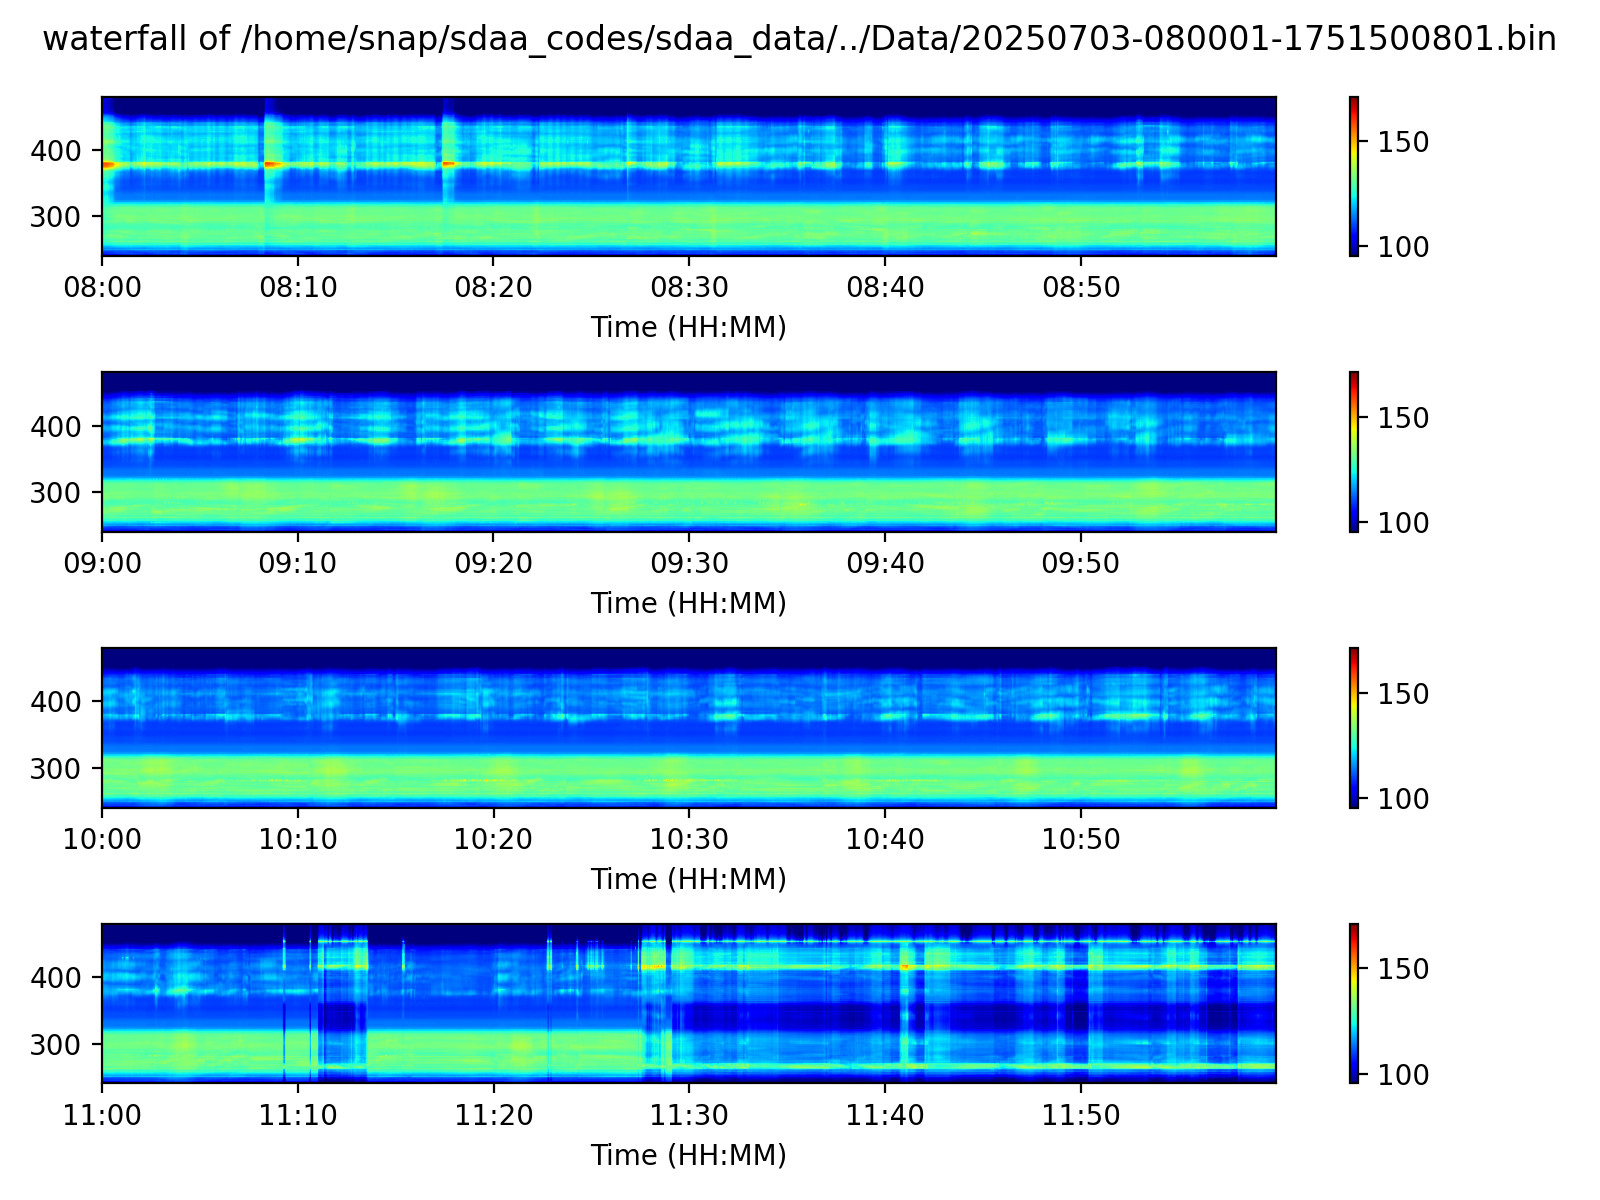 waterfall of /home/snap/sdaa_codes/sdaa_data/../Data/20250703-080001-1751500801.bin
400
300
150
100
08:00 08:10 08:20 08:30 08:40 08:50
Time (HH:MM)
400
300
150
100
09:00 09:10 09:20 09:30 09:40 09:50
Time (HH:MM)
400
300
150
100
10:00 10:10 10:20 10:30 10:40 10:50
Time (HH:MM)
400
300
150
100
11:00 11:10 11:20 11:30 11:40 11:50
Time (HH:MM)